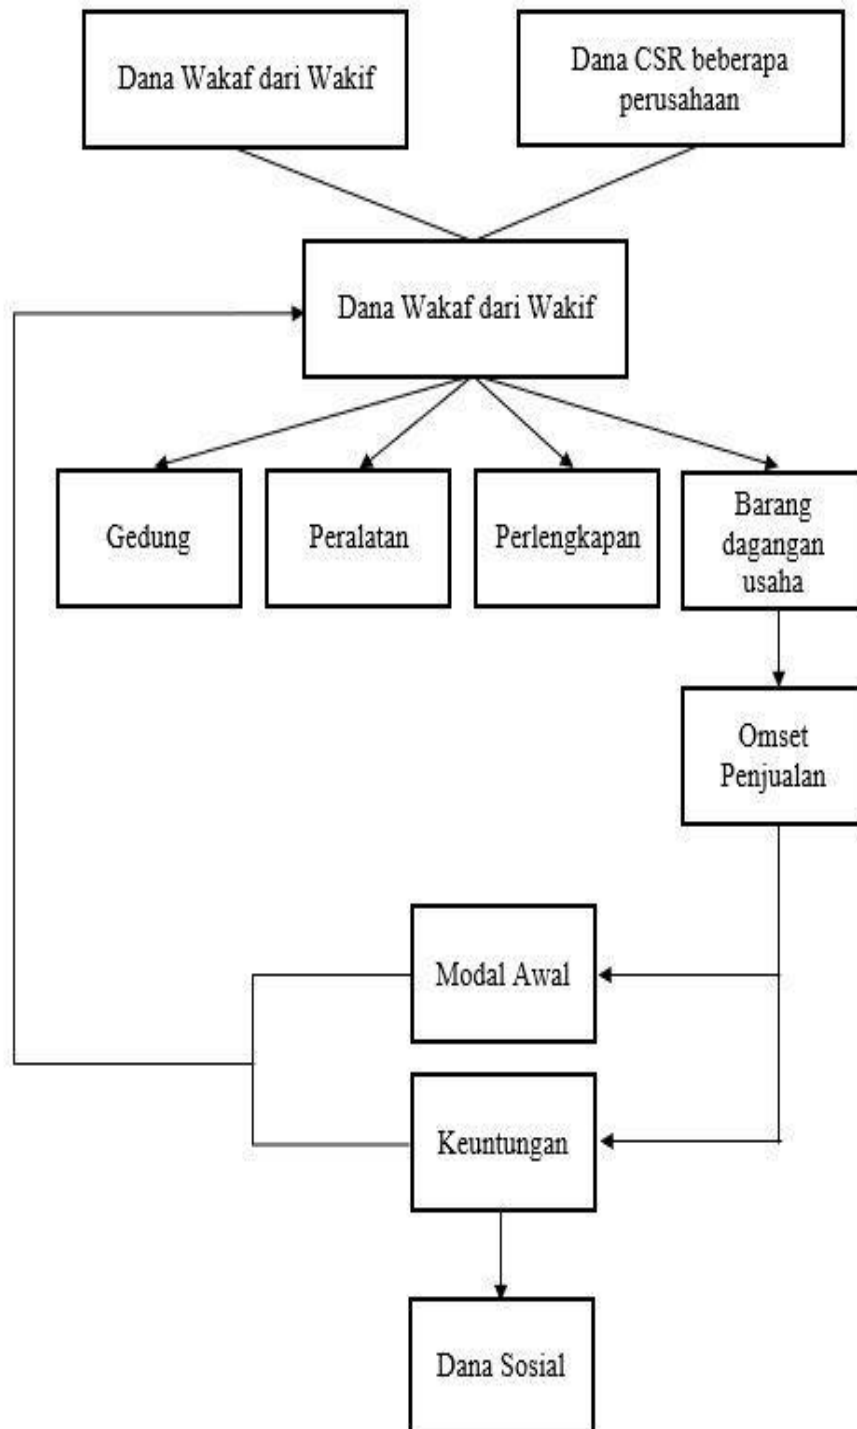 Dana Wakaf dari Wakif
Dana CSR beberapa
perusahaan
Dana Wakaf dari Wakif
Gedung
Peralatan
Perlengkapan
Barang
dagangan
usaha
Omset
Penjualan
Modal Awal
Keuntungan
Dana Sosial